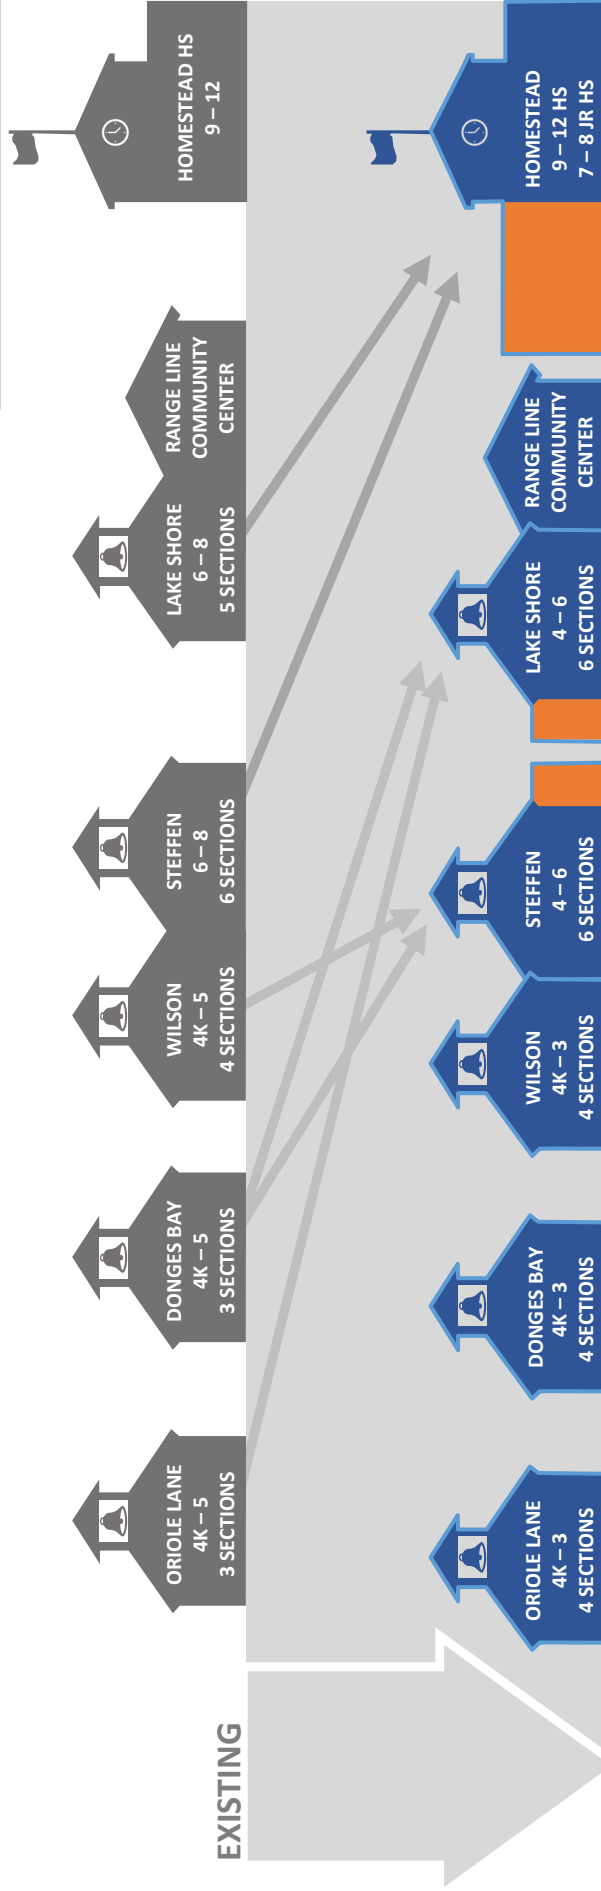 EXISTING
ORIOLE LANE
4K – 5
3 SECTIONS
DONGES BAY
4K – 5
3 SECTIONS
WILSON
4K – 5
4 SECTIONS
STEFFEN
6 – 8
6 SECTIONS
LAKE SHORE
6 – 8
5 SECTIONS
RANGE LINE
COMMUNITY
CENTER
HOMESTEAD HS
9 – 12
ORIOLE LANE
4K – 3
4 SECTIONS
DONGES BAY
4K – 3
4 SECTIONS
WILSON
4K – 3
4 SECTIONS
STEFFEN
4 – 6
6 SECTIONS
LAKE SHORE
4 – 6
6 SECTIONS
RANGE LINE
COMMUNITY
CENTER
HOMESTEAD
9 – 12 HS
7 – 8 JR HS